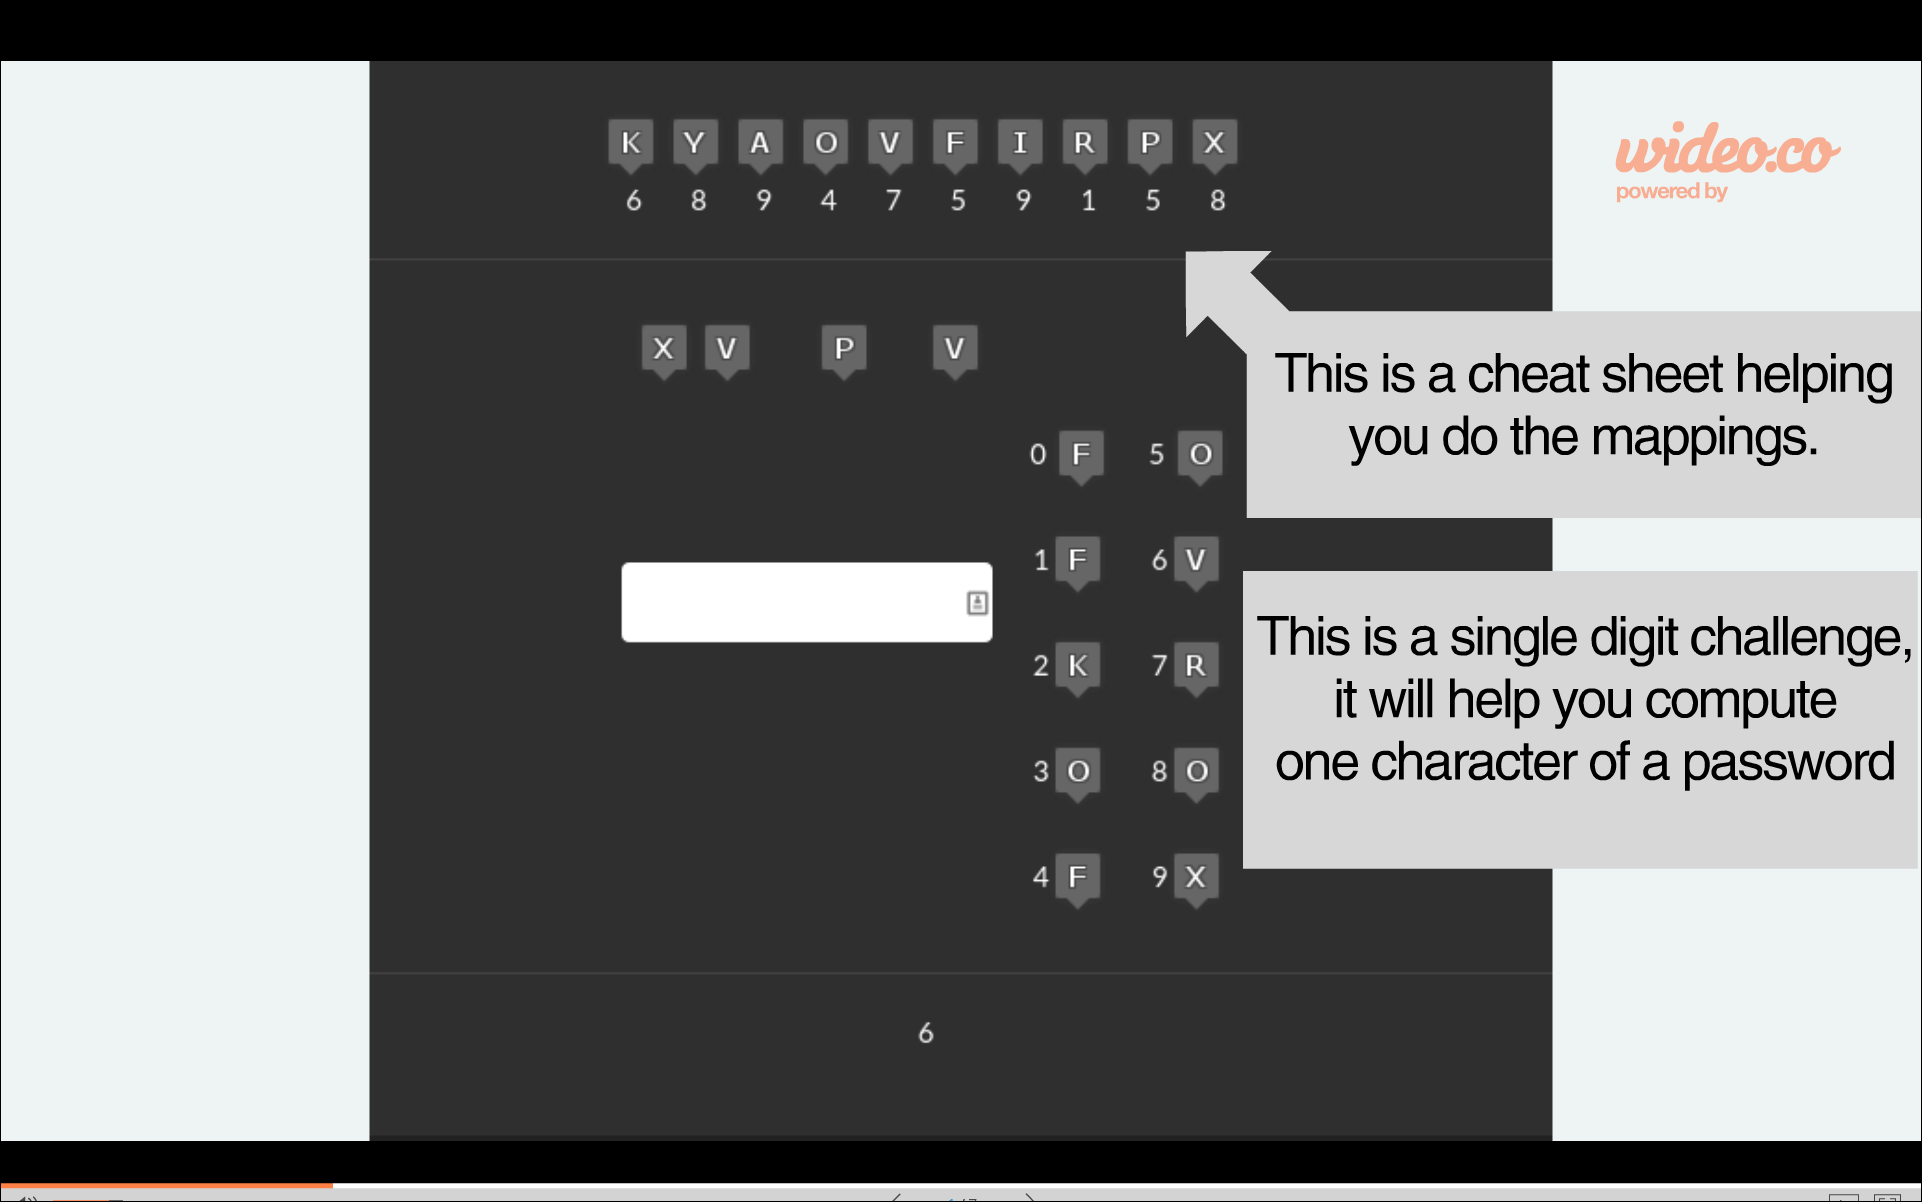 K Y A O V F I R P X
6 8 9 4 7 5 9 1 5 8
wideo.co
powered by
X V P V
This is a cheat sheet helping
you do the mappings.
0 F 5 O
1 F 6 V
2 K 7 R
3 O 8 O
4 F 9 X
This is a single digit challenge,
it will help you compute
one character of a password
6